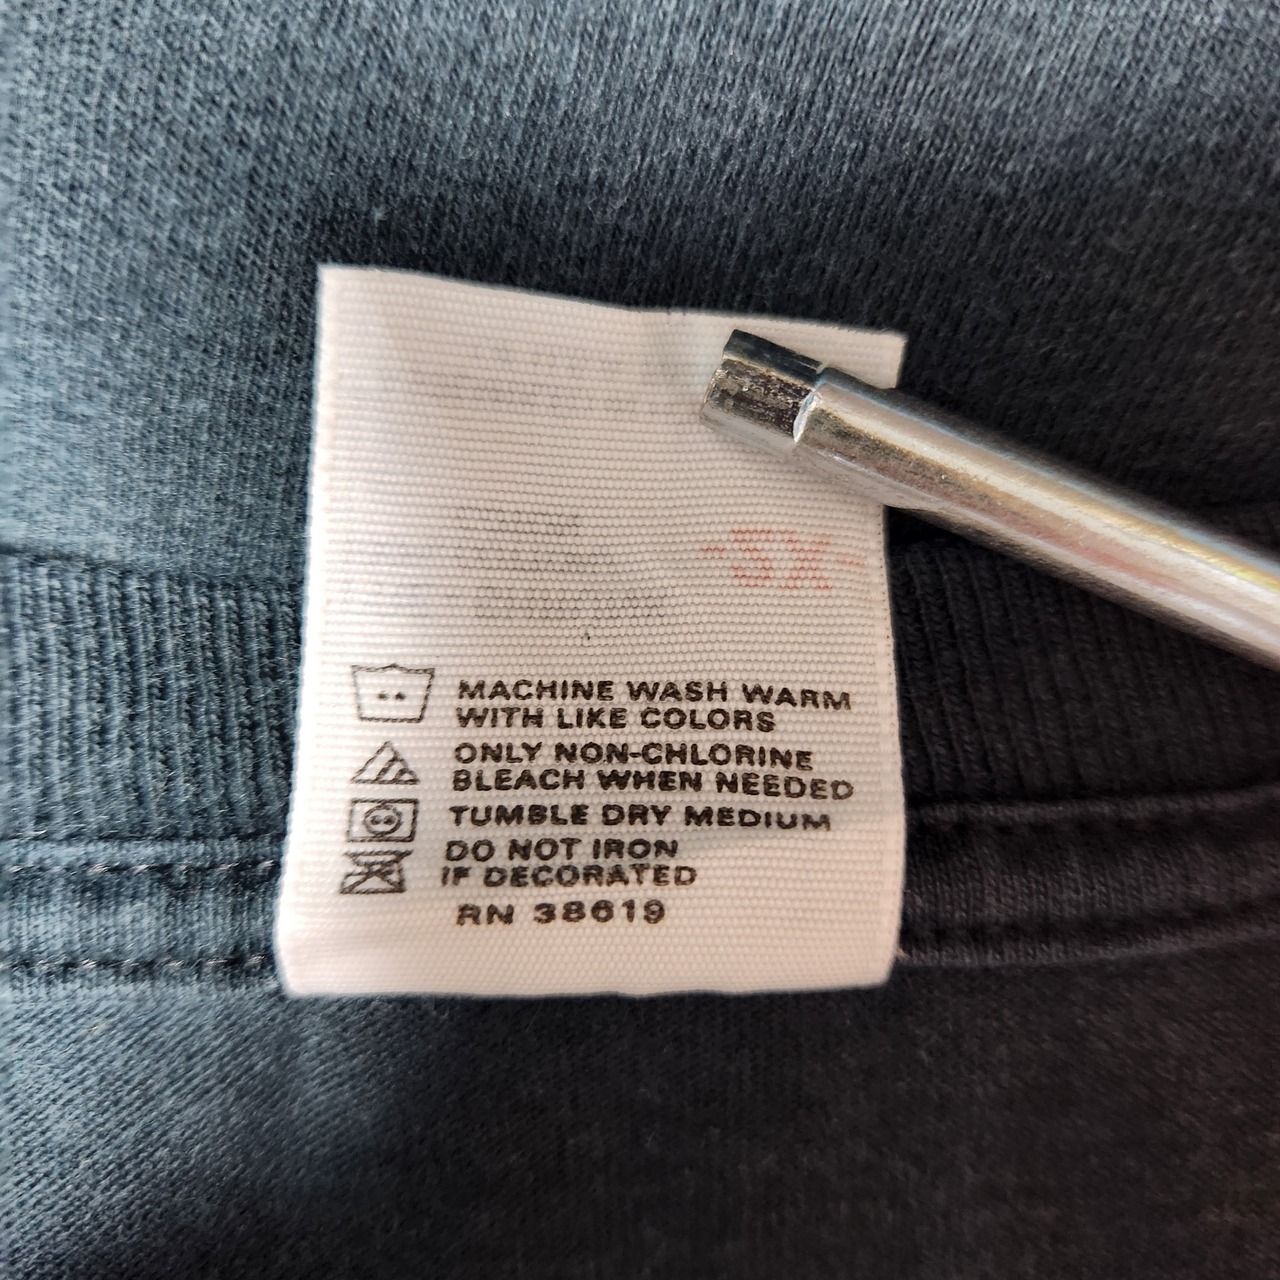 MACHINE WASH WARM
WITH LIKE COLORS
ONLY NON-CHLORINE
BLEACH WHEN NEEDED
TUMBLE DRY MEDIUM
DO NOT IRON
IF DECORATED
RN 38619